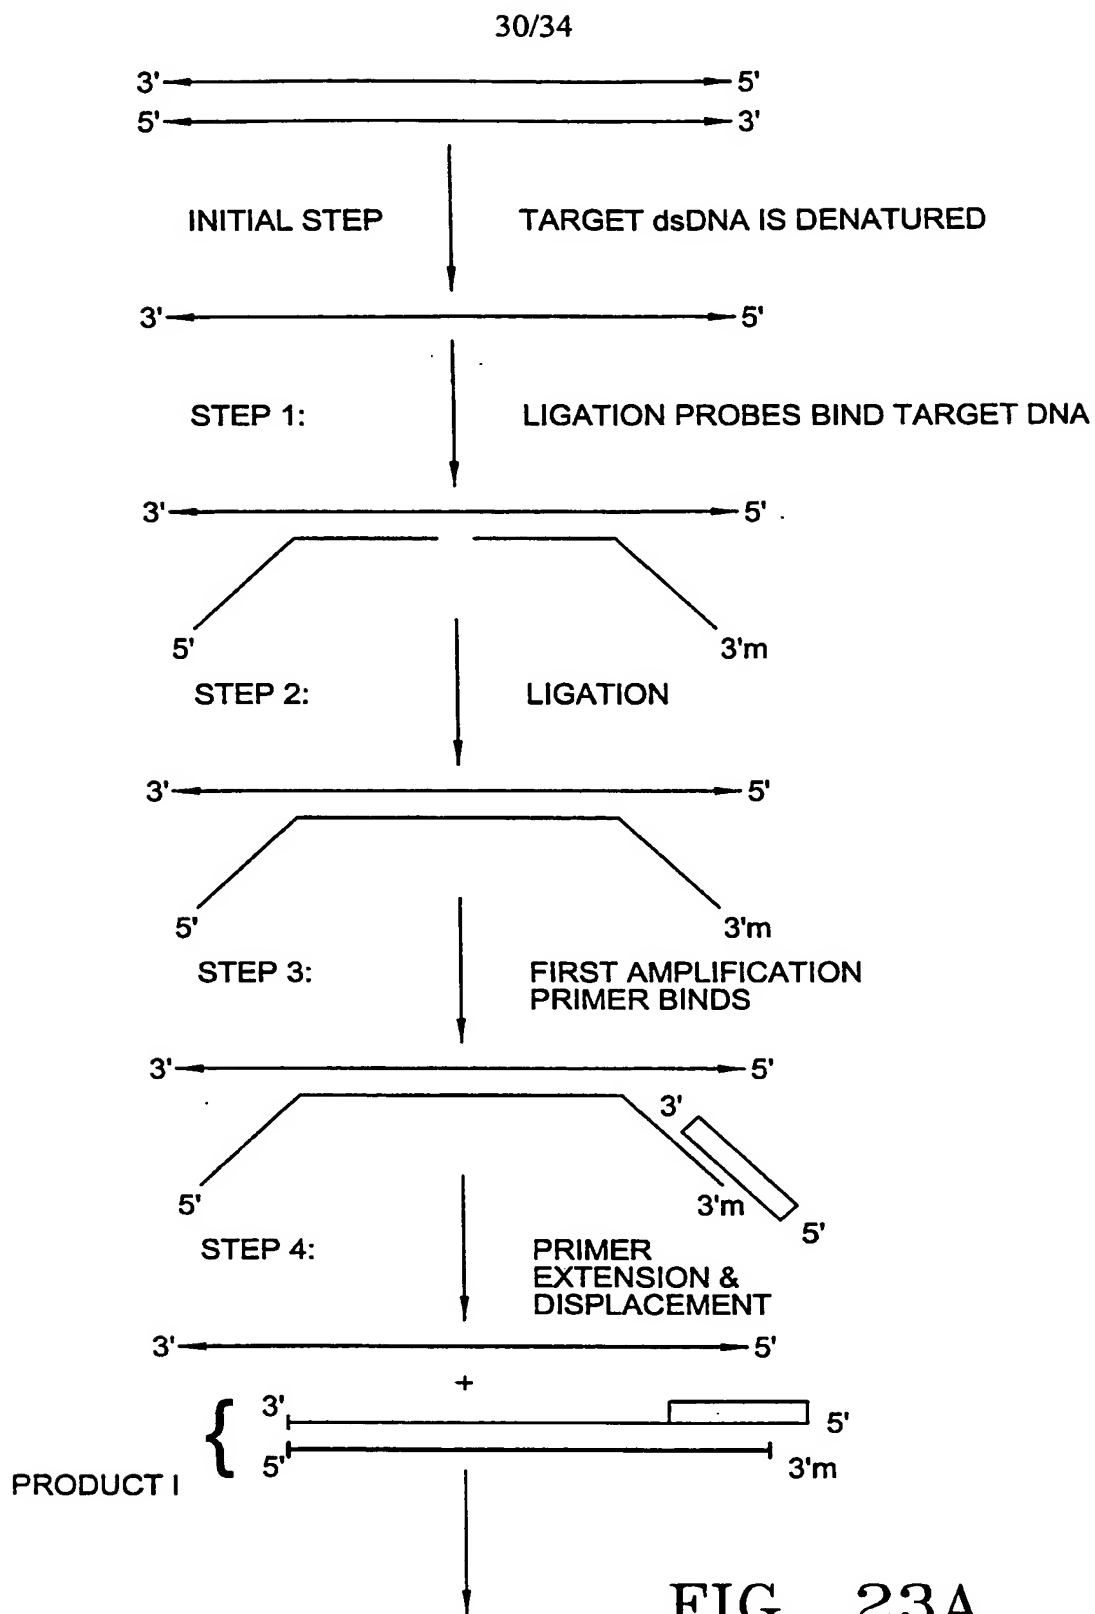 30/34
3' 5'
5' 3'
INITIAL STEP TARGET dsDNA IS DENATURED
3' 5'
STEP 1: LIGATION PROBES BIND TARGET DNA
3' 5'
5' 3'm
STEP 2: LIGATION
3' 5'
5' 3'm
STEP 3: FIRST AMPLIFICATION
PRIMER BINDS
3' 5'
3'
5' 3'm
5'
STEP 4: PRIMER
EXTENSION &
DISPLACEMENT
3' 5'
+
3' 5'
5' 3'm
PRODUCT I
FIG. 23A